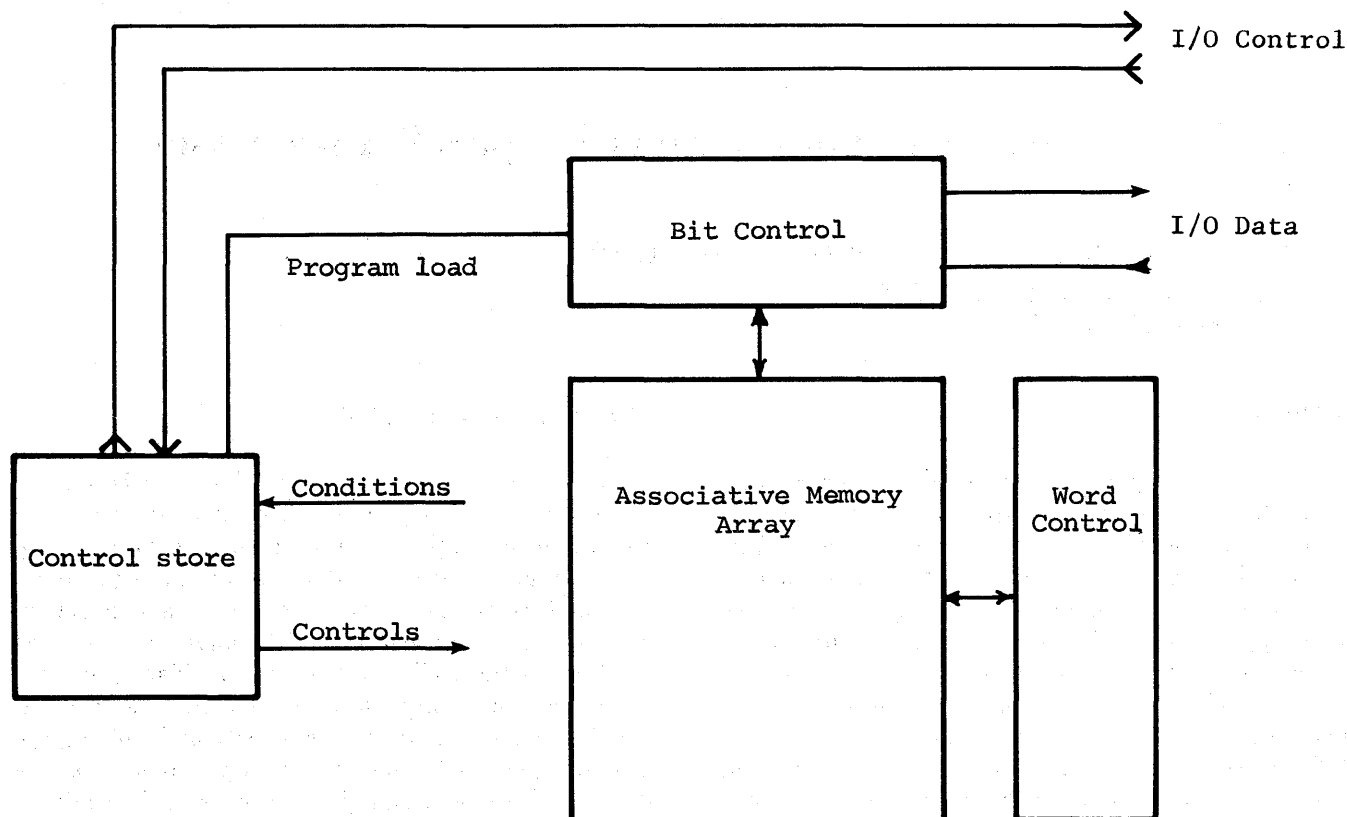 I/O Control
Bit Control
I/O Data
Program load
Conditions
Associative Memory
Array
Word
Control
Control store
Controls